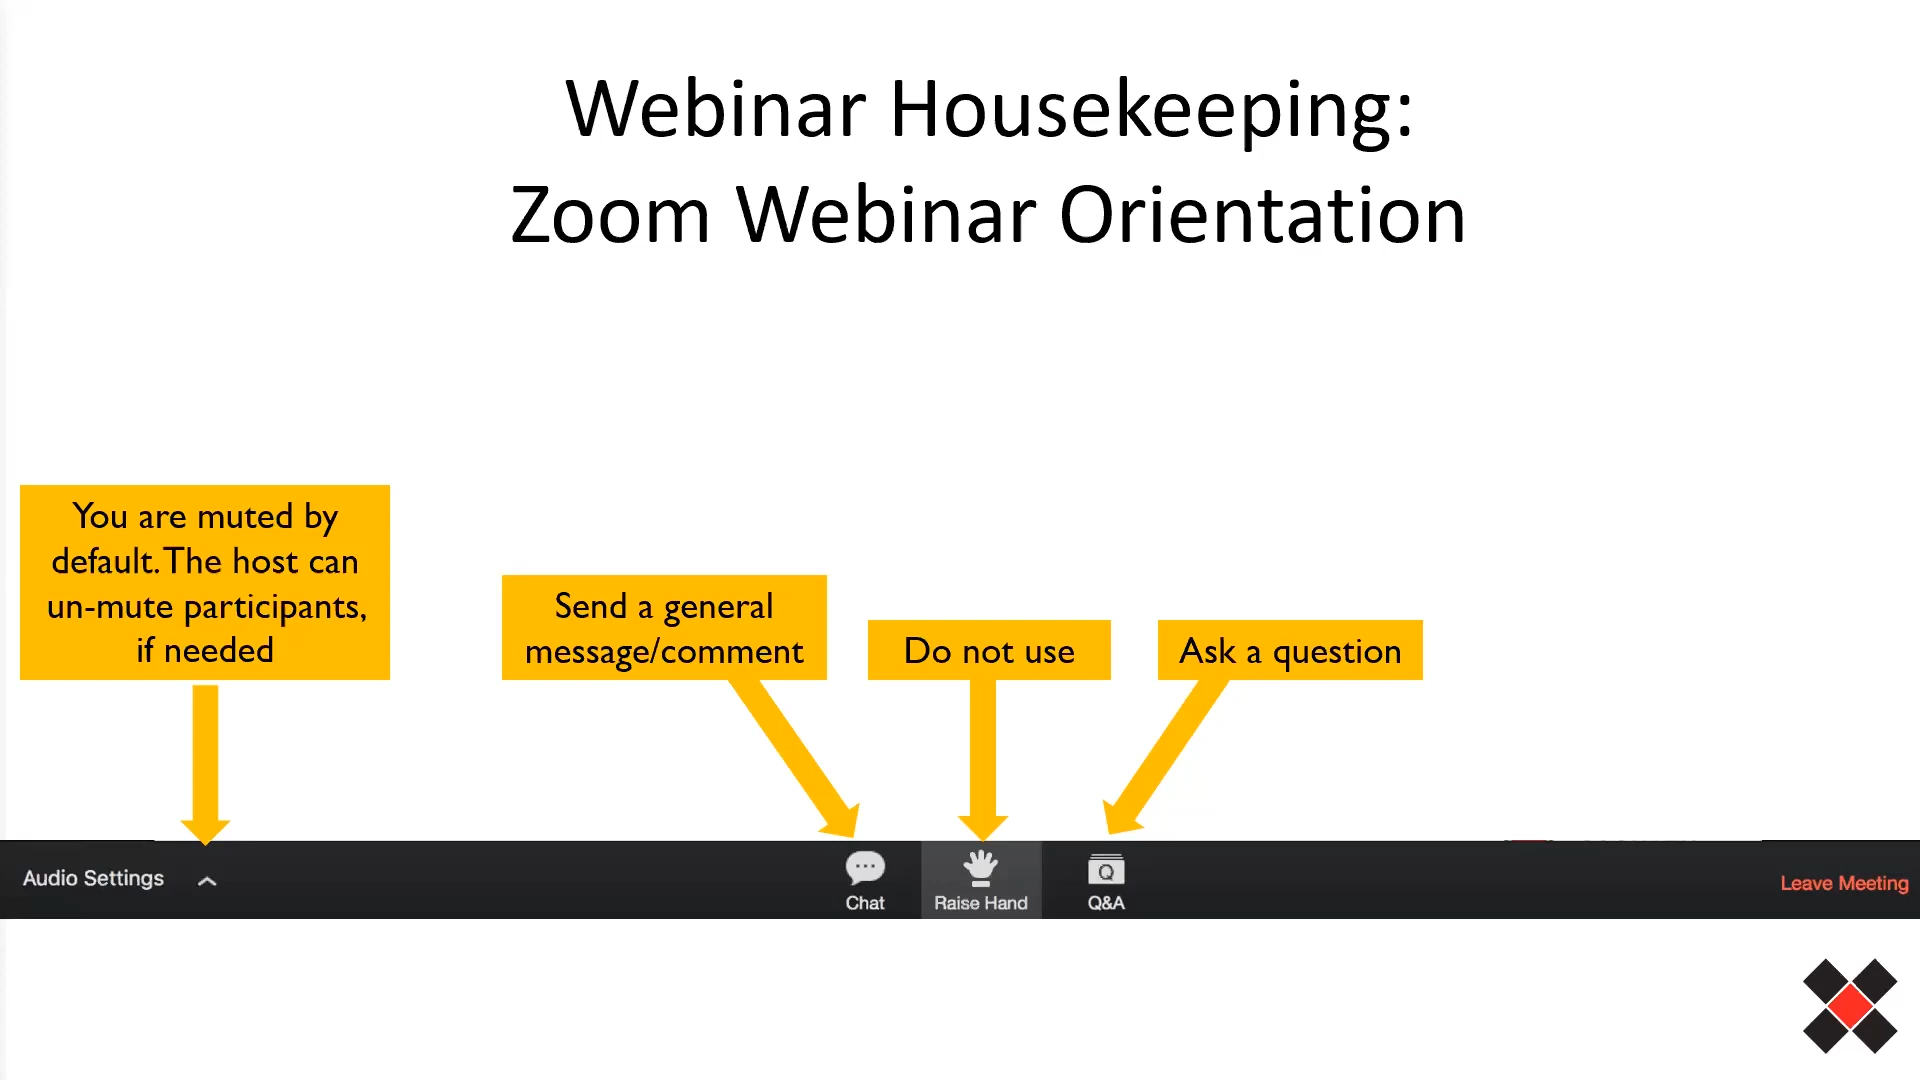 Webinar Housekeeping:
Zoom Webinar Orientation
You are muted by
default. The host can
un-mute participants,
if needed
Send a general
message/comment
Do not use
Ask a question
Audio Settings
Chat
Raise Hand
Q
Q&A
Leave Meeting